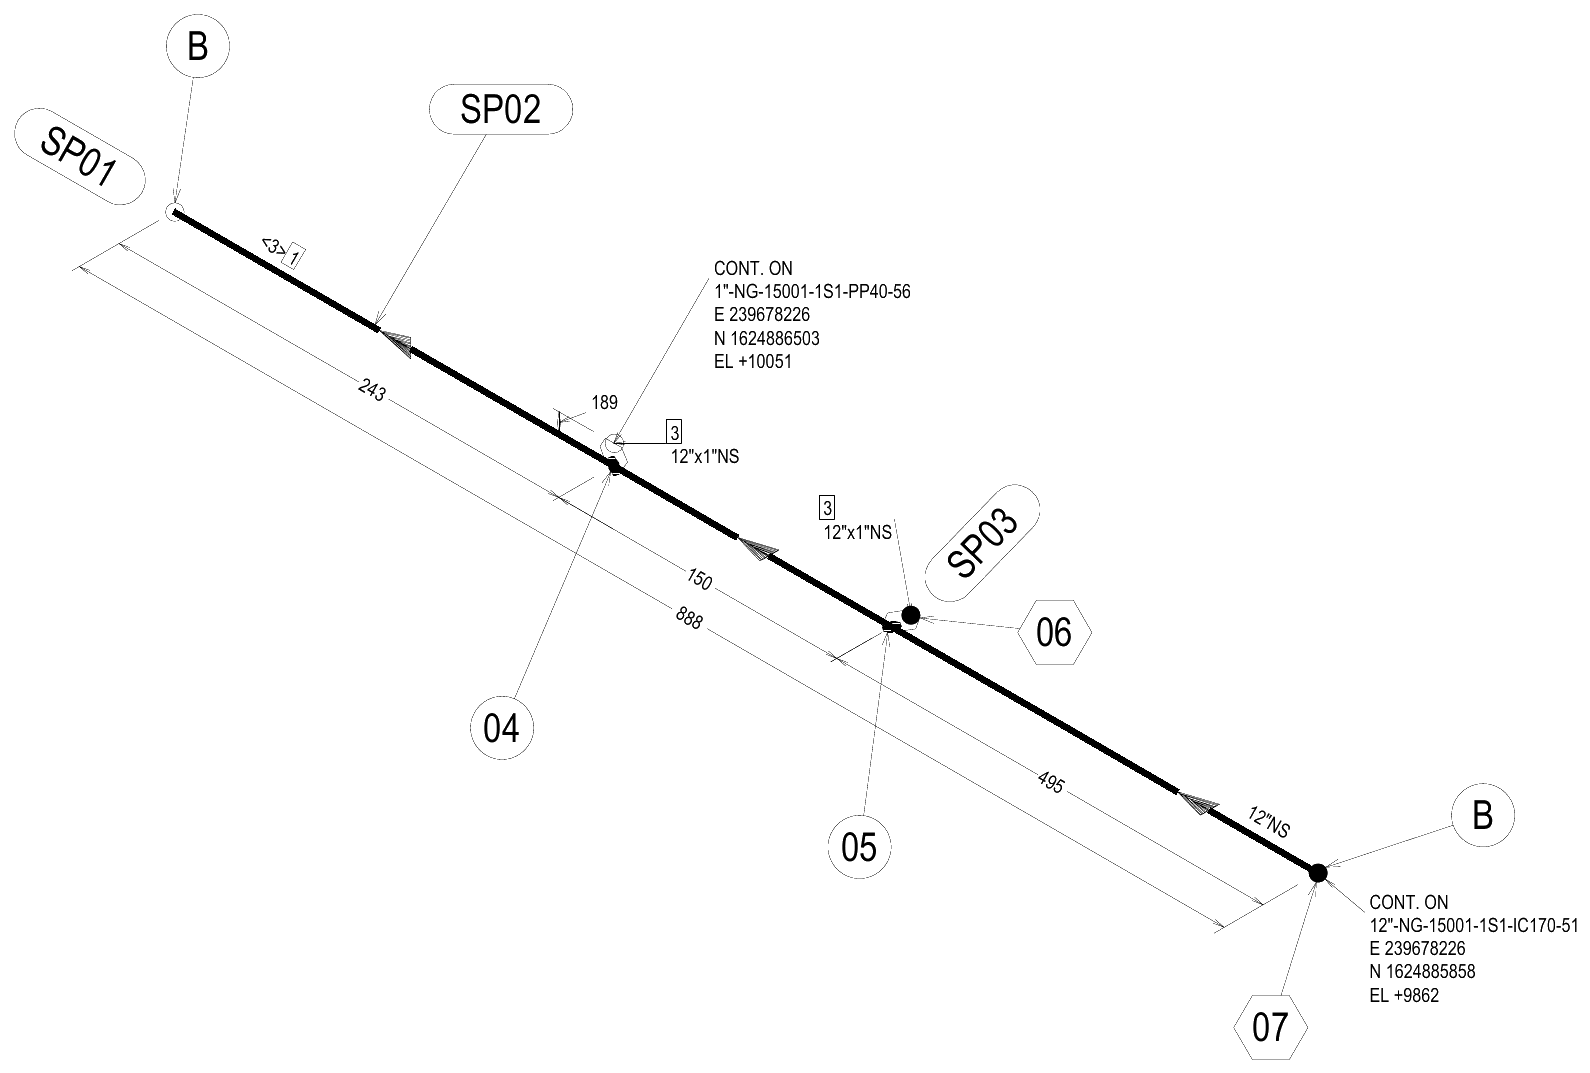 B
SP02
SP01
<3> 1
CONT. ON
1"-NG-15001-1S1-PP40-56
E 239678226
N 1624886503
EL +10051
243
189
3
12"x1"NS
3
12"x1"NS
SP03
150
888
06
04
495
12"NS
B
05
CONT. ON
12"-NG-15001-1S1-IC170-51
E 239678226
N 1624885858
EL +9862
07